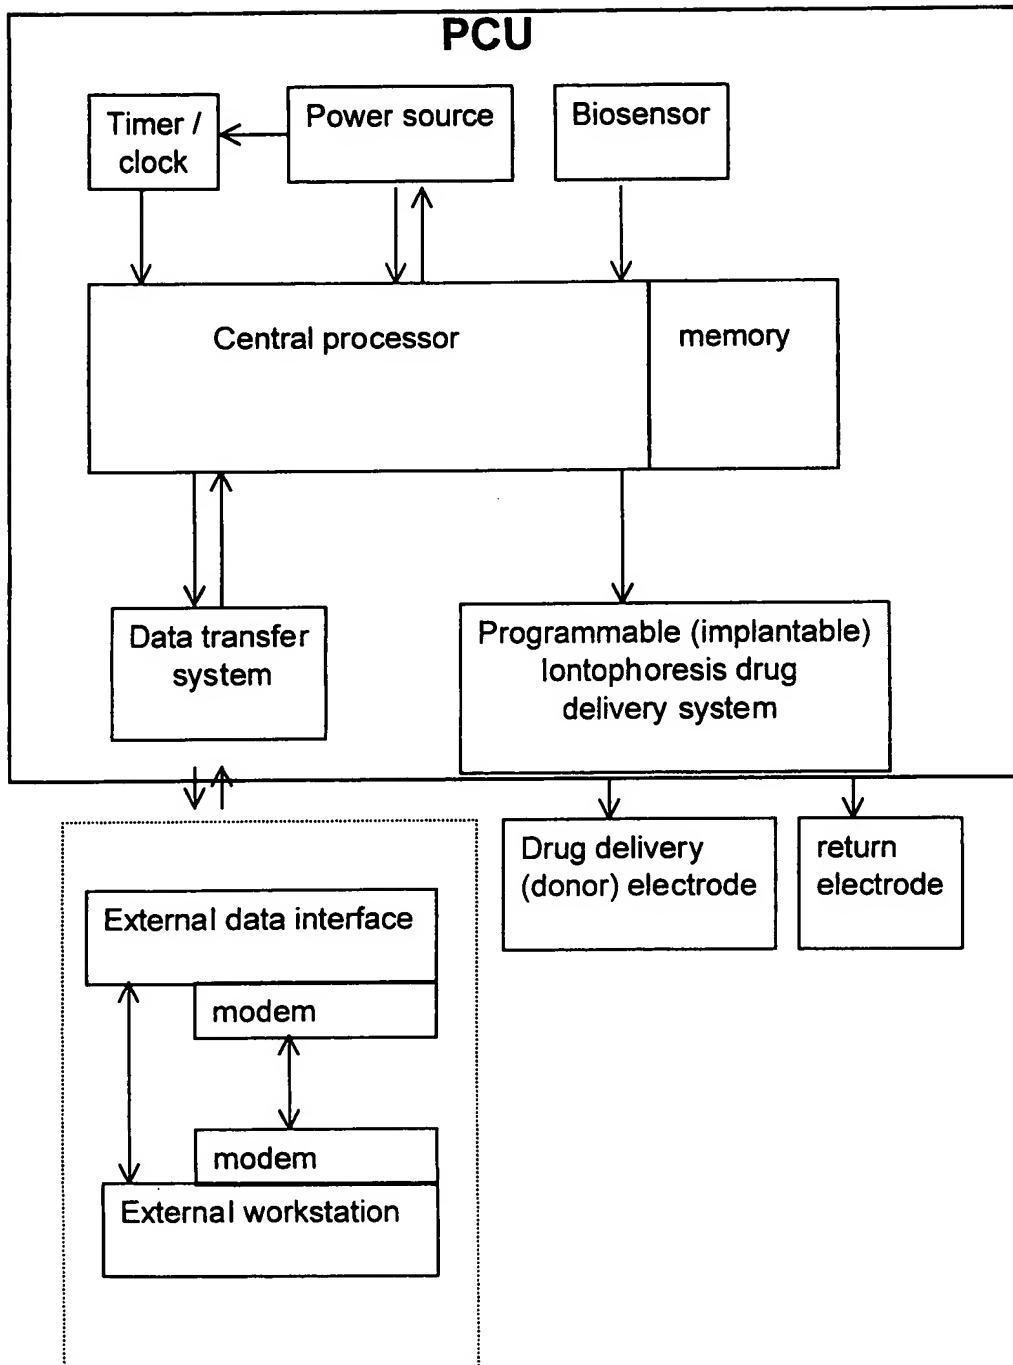 PCU
Timer /
clock
Power source
Biosensor
Central processor
memory
Data transfer
system
Programmable (implantable)
Iontophoresis drug
delivery system
Drug delivery
(donor) electrode
return
electrode
External data interface
modem
modem
External workstation